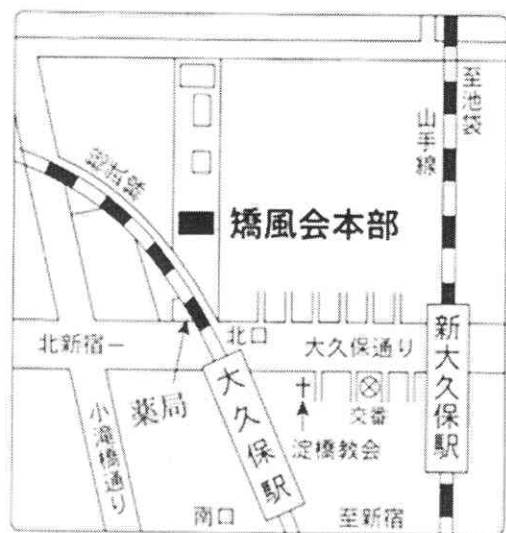 至池袋
山手線
総武線
矯風会本部
北新宿一
北口
大久保通り
新大久保駅
大久保駅
薬局
小滝橋通り
交番
淀橋教会
南口
至新宿